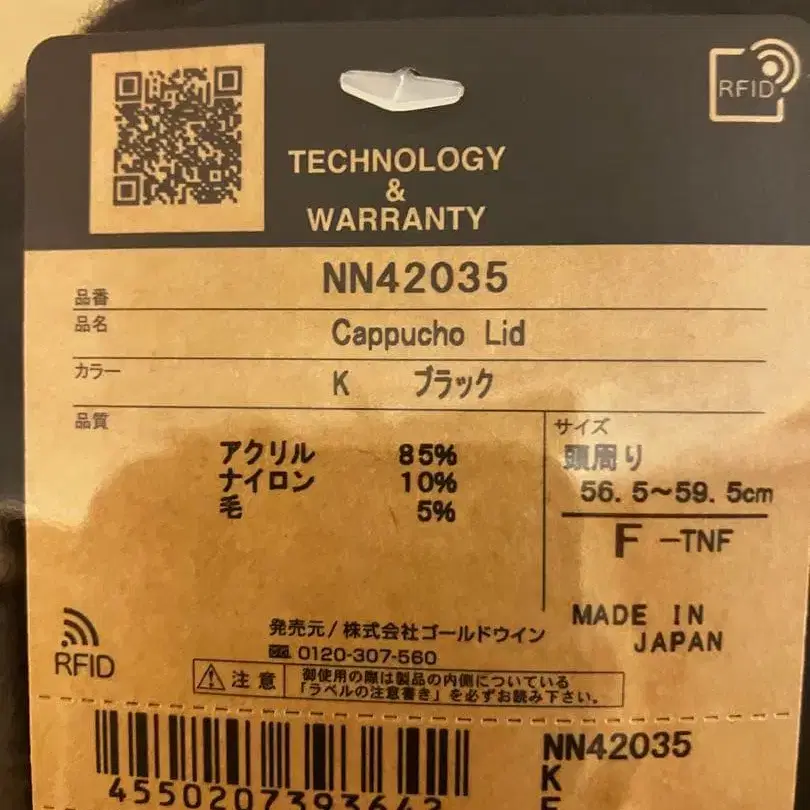 RFID
TECHNOLOGY
&
WARRANTY
品番 NN42035
品名 Cappucho Lid
カラー K ブラック
品質
アクリル 85%
ナイロン 10%
毛 5%
サイズ
頭周り
56.5~59.5cm
F -TNF
MADE IN
JAPAN
RFID
発売元/株式会社ゴールドウイン
0120-307-560
注意 御使用の際は製品の内側についている
「ラベルの注意書き」を必ずお読み下さい。
NN42035
K
F
4550207393642